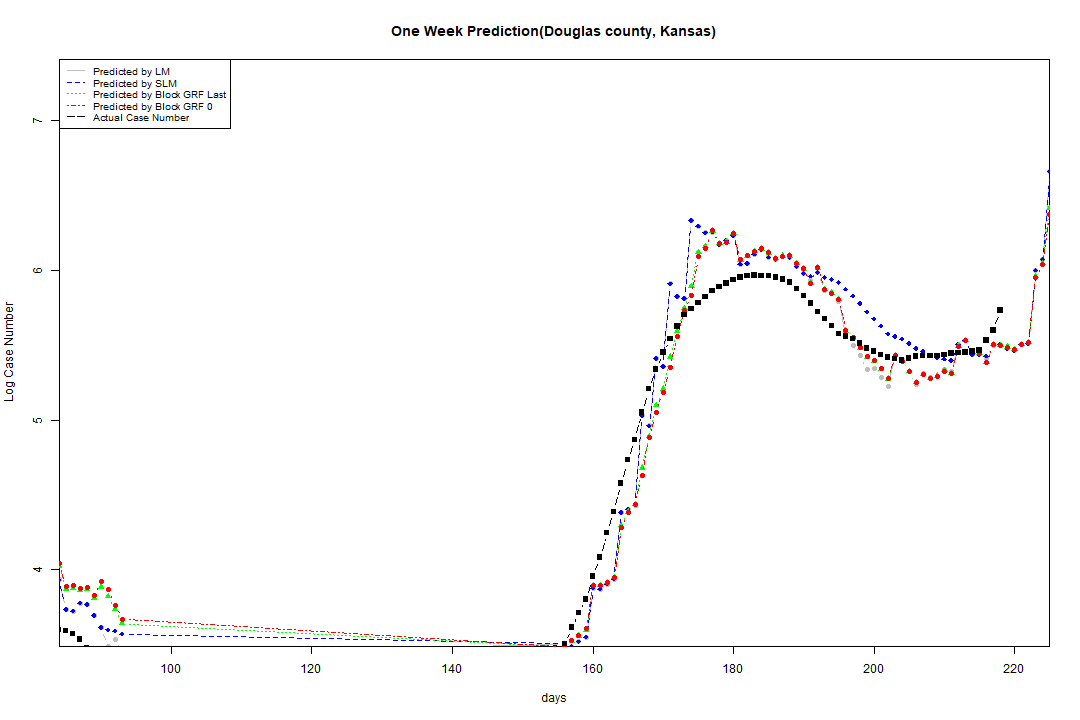 One Week Prediction(Douglas county, Kansas)
Predicted by LM
Predicted by SLM
Predicted by Block GRF Last
Predicted by Block GRF 0
Actual Case Number
7
6
5
4
Log Case Number
100 120 140 160 180 200 220
days